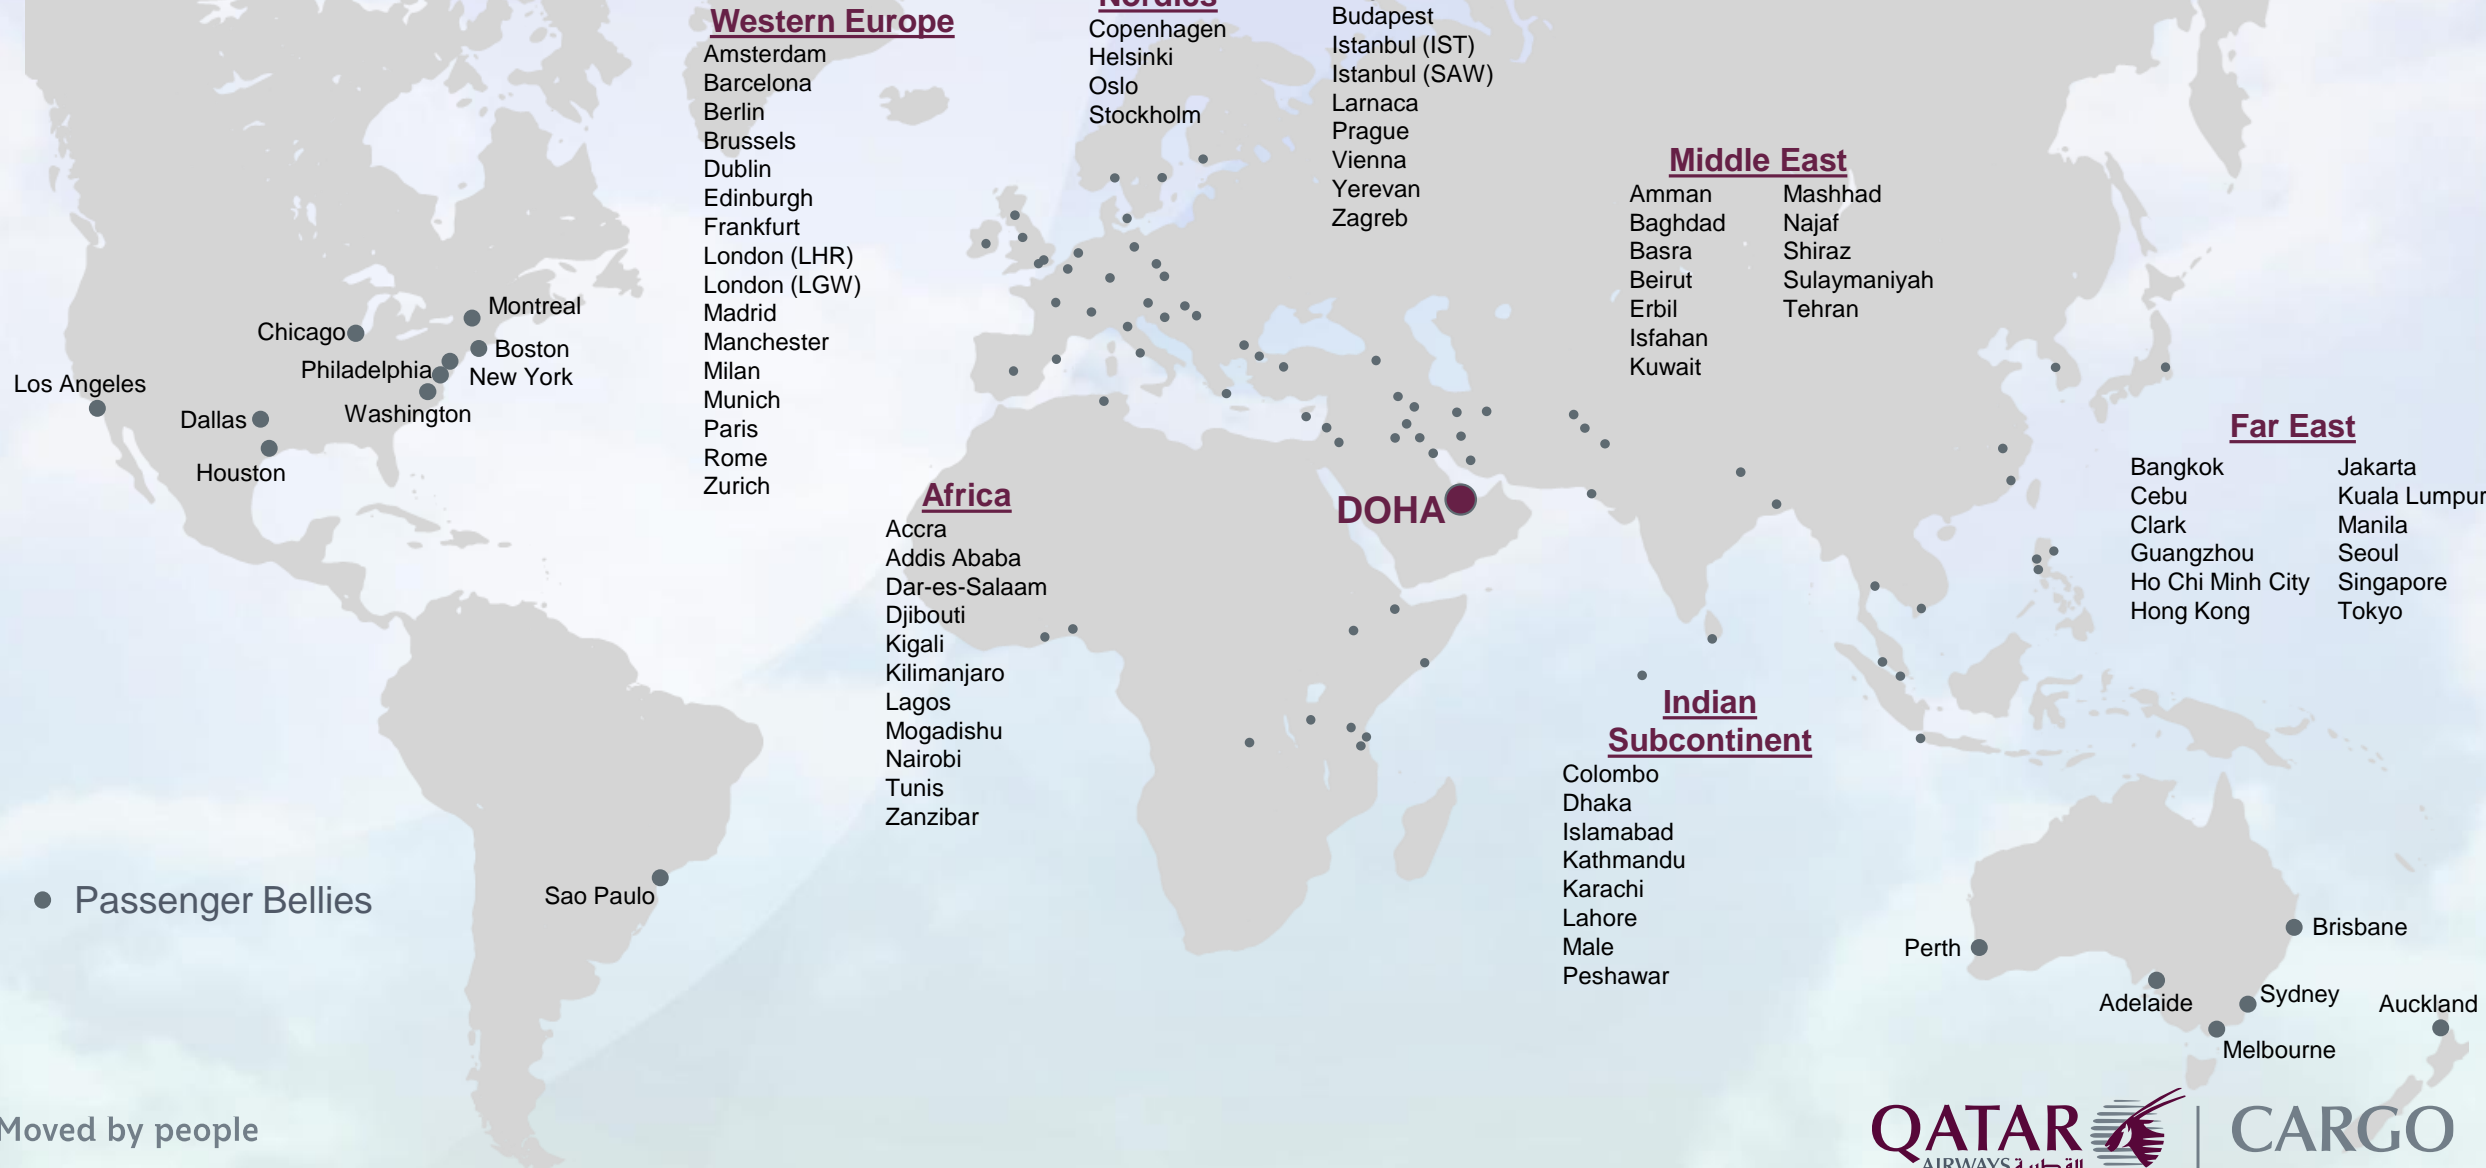 Nordics
Western Europe
Amsterdam
Barcelona
Berlin
Brussels
Dublin
Edinburgh
Frankfurt
London (LHR)
London (LGW)
Madrid
Manchester
Milan
Munich
Paris
Rome
Zurich
Copenhagen
Helsinki
Oslo
Stockholm
Budapest
Istanbul (IST)
Istanbul (SAW)
Larnaca
Prague
Vienna
Yerevan
Zagreb
Middle East
Amman
Baghdad
Basra
Beirut
Erbil
Isfahan
Kuwait
Mashhad
Najaf
Shiraz
Sulaymaniyah
Tehran
Montreal
Chicago
Boston
Philadelphia
New York
Los Angeles
Washington
Dallas
Houston
Far East
Bangkok
Cebu
Clark
Guangzhou
Ho Chi Minh City
Hong Kong
Jakarta
Kuala Lumpur
Manila
Seoul
Singapore
Tokyo
Africa
Accra
Addis Ababa
Dar-es-Salaam
Djibouti
Kigali
Kilimanjaro
Lagos
Mogadishu
Nairobi
Tunis
Zanzibar
DOHA
Indian
Subcontinent
Colombo
Dhaka
Islamabad
Kathmandu
Karachi
Lahore
Male
Peshawar
Passenger Bellies
Sao Paulo
Brisbane
Perth
Adelaide
Sydney
Auckland
Melbourne
Moved by people
QATAR
AIRWAYS القطرية
CARGO